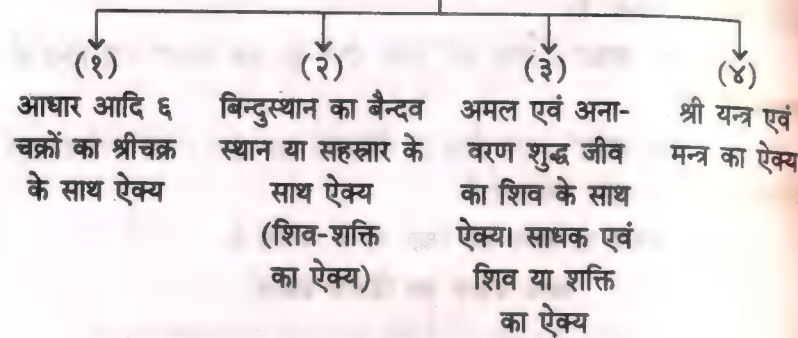 (१)
आधार आदि ६
चक्रों का श्रीचक्र
के साथ ऐक्य
(२)
बिन्दुस्थान का बैन्दव
स्थान या सहस्रार के
साथ ऐक्य
(शिव-शक्ति
का ऐक्य)
(३)
अमल एवं अना-
वरण शुद्ध जीव
का शिव के साथ
ऐक्य। साधक एवं
शिव या शक्ति
का ऐक्य
(४)
श्री यन्त्र एवं
मन्त्र का ऐक्य